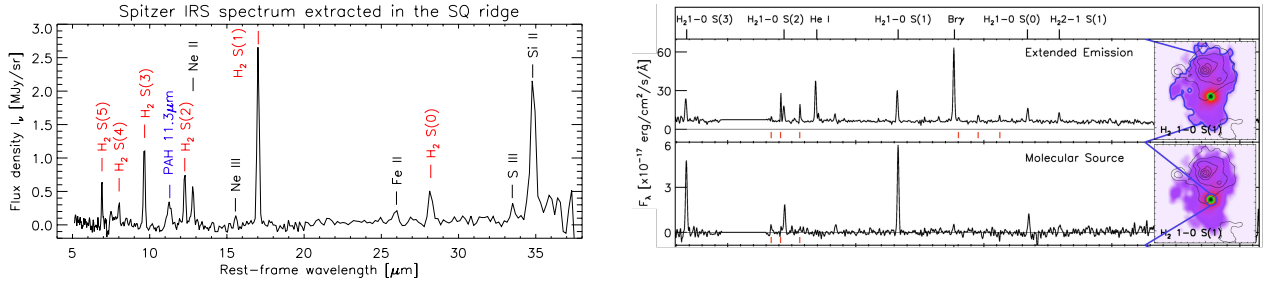 Spitzer IRS spectrum extracted in the SQ ridge
Flux density Iν [MJy/sr]
3.0
2.5
2.0
1.5
1.0
0.5
0.0
H2 S(5)
H2 S(4)
H2 S(3)
PAH 11.3μm
H2 S(2)
Ne II
Ne III
H2 S(1)
Fe II
H2 S(0)
S III
Si II
5 10 15 20 25 30 35
Rest-frame wavelength [μm]
H2 1-0 S(3) H2 1-0 S(2) He I H2 1-0 S(1) Brγ H2 1-0 S(0) H2 2-1 S(1)
Fλ [x10-17 erg/cm2/s/Å]
60
30
0
Extended Emission
H2 1-0 S(1)
6
3
0
Molecular Source
H2 1-0 S(1)